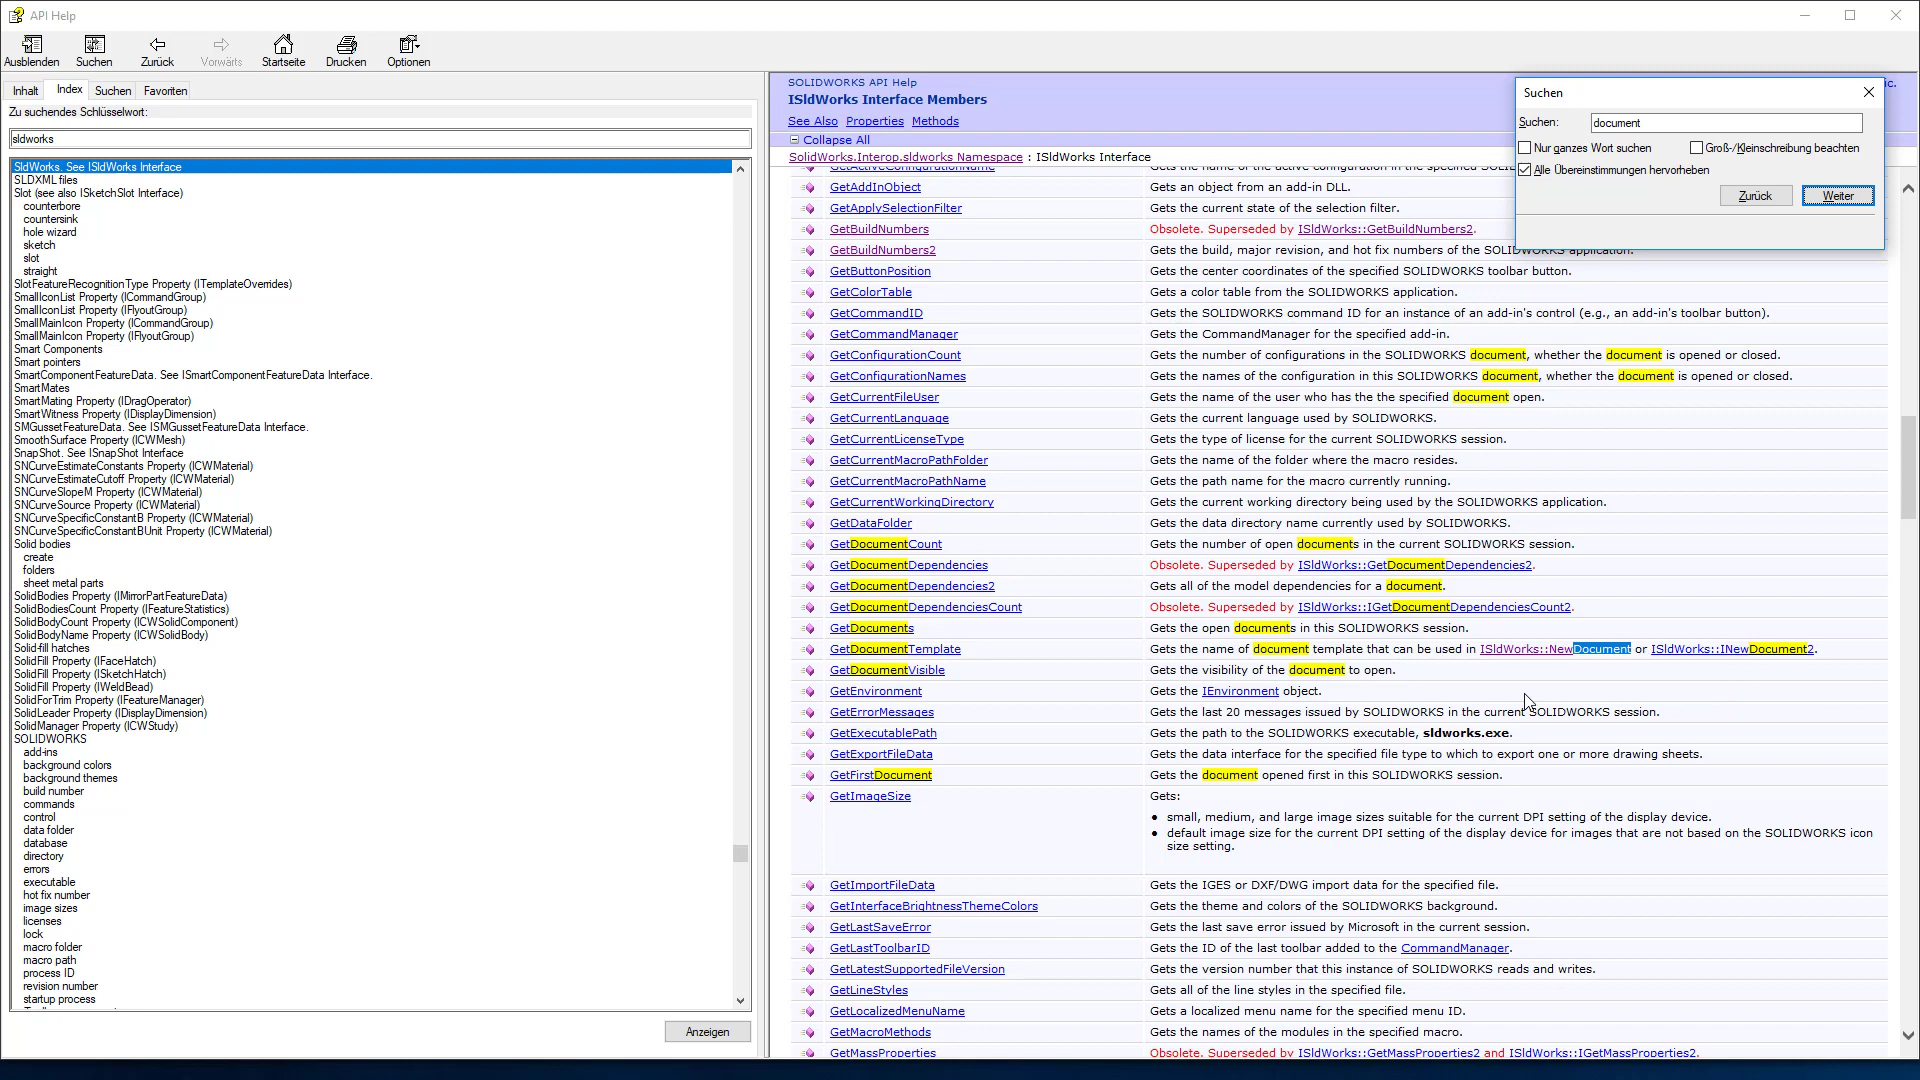 API Help
Ausblenden
Suchen
Zurück
Vorwärts
Startseite
Drucken
Optionen
Inhalt
Index
Suchen
Favoriten
Zu suchendes Schlüsselwort:
sldworks
SldWorks. See ISldWorks Interface
SLDXML files
Slot (see also ISketchSlot Interface)
counterbore
countersink
hole wizard
sketch
slot
straight
SlotFeatureRecognitionType Property (ITemplateOverrides)
SmallIconList Property (ICommandGroup)
SmallIconList Property (IFlyoutGroup)
SmallMainIcon Property (ICommandGroup)
SmallMainIcon Property (IFlyoutGroup)
Smart Components
Smart pointers
SmartComponentFeatureData. See ISmartComponentFeatureData Interface.
SmartMates
SmartMating Property (IDragOperator)
SmartWitness Property (IDisplayDimension)
SMGussetFeatureData. See ISMGussetFeatureData Interface.
SmoothSurface Property (ICWMesh)
SnapShot. See ISnapShot Interface
SNCurveEstimateConstants Property (ICWMaterial)
SNCurveEstimateCutoff Property (ICWMaterial)
SNCurveSlopeM Property (ICWMaterial)
SNCurveSource Property (ICWMaterial)
SNCurveSpecificConstantB Property (ICWMaterial)
SNCurveSpecificConstantBUnit Property (ICWMaterial)
Solid bodies
create
folders
sheet metal parts
SolidBodies Property (IMirrorPartFeatureData)
SolidBodiesCount Property (IFeatureStatistics)
SolidBodyCount Property (ICWSolidComponent)
SolidBodyName Property (ICWSolidBody)
Solid-fill hatches
SolidFill Property (IFaceHatch)
SolidFill Property (ISketchHatch)
SolidFill Property (IWeldBead)
SolidForTrim Property (IFeatureManager)
SolidLeader Property (IDisplayDimension)
SolidManager Property (ICWStudy)
SOLIDWORKS
add-ins
background colors
background themes
build number
commands
control
data folder
database
directory
errors
executable
hot fix number
image sizes
licenses
lock
macro folder
macro path
process ID
revision number
startup process
Anzeigen
SOLIDWORKS API Help
ISldWorks Interface Members
See Also Properties Methods
Collapse All
SolidWorks.Interop.sldworks Namespace : ISldWorks Interface
GetActiveConfigurationName Gets the name of the active configuration in the specified
GetAddInObject Gets an object from an add-in DLL.
GetApplySelectionFilter Gets the current state of the selection filter.
GetBuildNumbers Obsolete. Superseded by ISldWorks::GetBuildNumbers2.
GetBuildNumbers2 Gets the build, major revision, and hot fix numbers of the SOLIDWORKS application.
GetButtonPosition Gets the center coordinates of the specified SOLIDWORKS toolbar button.
GetColorTable Gets a color table from the SOLIDWORKS application.
GetCommandID Gets the SOLIDWORKS command ID for an instance of an add-in's control (e.g., an add-in's toolbar button).
GetCommandManager Gets the CommandManager for the specified add-in.
GetConfigurationCount Gets the number of configurations in the SOLIDWORKS document, whether the document is opened or closed.
GetConfigurationNames Gets the names of the configuration in this SOLIDWORKS document, whether the document is opened or closed.
GetCurrentFileUser Gets the name of the user who has the the specified document open.
GetCurrentLanguage Gets the current language used by SOLIDWORKS.
GetCurrentLicenseType Gets the type of license for the current SOLIDWORKS session.
GetCurrentMacroPathFolder Gets the name of the folder where the macro resides.
GetCurrentMacroPathName Gets the path name for the macro currently running.
GetCurrentWorkingDirectory Gets the current working directory being used by the SOLIDWORKS application.
GetDataFolder Gets the data directory name currently used by SOLIDWORKS.
GetDocumentCount Gets the number of open documents in the current SOLIDWORKS session.
GetDocumentDependencies Obsolete. Superseded by ISldWorks::GetDocumentDependencies2.
GetDocumentDependencies2 Gets all of the model dependencies for a document.
GetDocumentDependenciesCount Obsolete. Superseded by ISldWorks::IGetDocumentDependenciesCount2.
GetDocuments Gets the open documents in this SOLIDWORKS session.
GetDocumentTemplate Gets the name of document template that can be used in ISldWorks::NewDocument or ISldWorks::INewDocument2.
GetDocumentVisible Gets the visibility of the document to open.
GetEnvironment Gets the IEnvironment object.
GetErrorMessages Gets the last 20 messages issued by SOLIDWORKS in the current SOLIDWORKS session.
GetExecutablePath Gets the path to the SOLIDWORKS executable, sldworks.exe.
GetExportFileData Gets the data interface for the specified file type to which to export one or more drawing sheets.
GetFirstDocument Gets the document opened first in this SOLIDWORKS session.
GetImageSize Gets:
• small, medium, and large image sizes suitable for the current DPI setting of the display device.
• default image size for the current DPI setting of the display device for images that are not based on the SOLIDWORKS icon
size setting.
GetImportFileData Gets the IGES or DXF/DWG import data for the specified file.
GetInterfaceBrightnessThemeColors Gets the theme and colors of the SOLIDWORKS background.
GetLastSaveError Gets the last save error issued by Microsoft in the current session.
GetLastToolbarID Gets the ID of the last toolbar added to the CommandManager.
GetLatestSupportedFileVersion Gets the version number that this instance of SOLIDWORKS reads and writes.
GetLineStyles Gets all of the line styles in the specified file.
GetLocalizedMenuName Gets a localized menu name for the specified menu ID.
GetMacroMethods Gets the names of the modules in the specified macro.
GetMassProperties Obsolete. Superseded by ISldWorks::GetMassProperties2 and ISldWorks::IGetMassProperties2.
Suchen
Suchen: document
Nur ganzes Wort suchen
Groß-/Kleinschreibung beachten
Alle Übereinstimmungen hervorheben
Zurück
Weiter
ic.